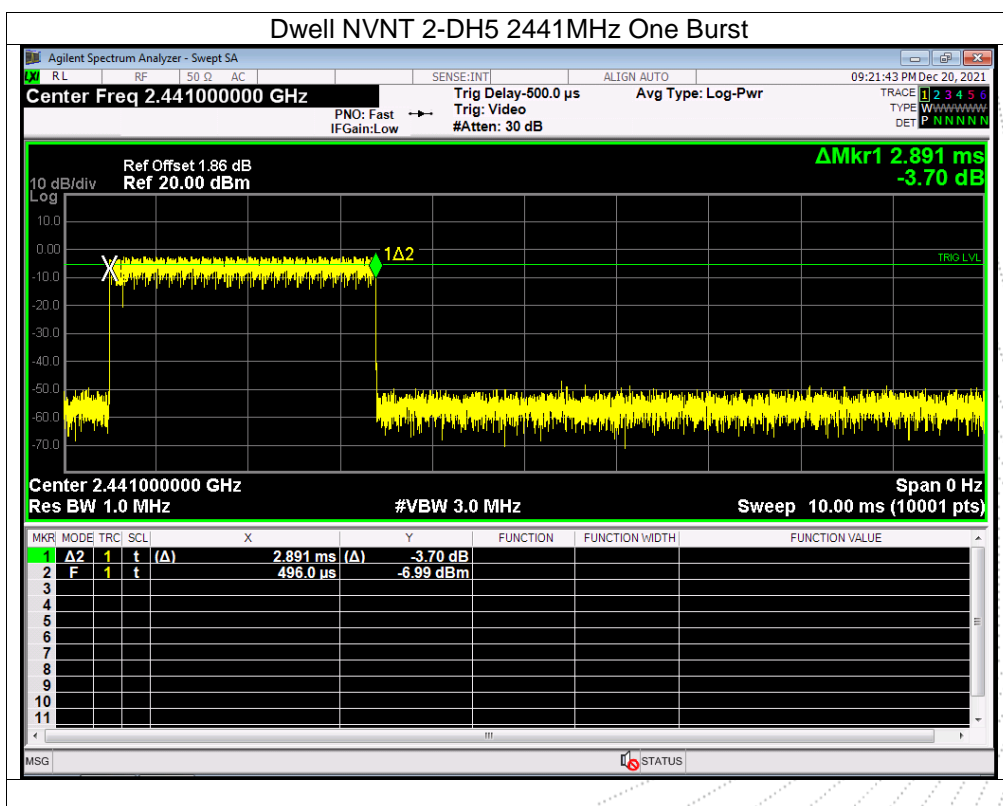 Dwell NVNT 2-DH5 2441MHz One Burst
Agilent Spectrum Analyzer - Swept SA
LXI RL RF 50 Ω AC SENSE:INT ALIGN AUTO 09:21:43 PM Dec 20, 2021
Center Freq 2.441000000 GHz Trig Delay-500.0 µs Avg Type: Log-Pwr TRACE 1 2 3 4 5 6
PNO: Fast Trig: Video TYPE WWWWWW
IFGain:Low #Atten: 30 dB DET P N N N N N
ΔMkr1 2.891 ms
-3.70 dB
Ref Offset 1.86 dB
10 dB/div Ref 20.00 dBm
Log
10.0
0.00
1Δ2
TRIG LVL
-10.0
-20.0
-30.0
-40.0
-50.0
-60.0
-70.0
Center 2.441000000 GHz Span 0 Hz
Res BW 1.0 MHz #VBW 3.0 MHz Sweep 10.00 ms (10001 pts)
MKR MODE TRC SCL X Y FUNCTION FUNCTION WIDTH FUNCTION VALUE
1 Δ2 1 t (Δ) 2.891 ms (Δ) -3.70 dB
2 F 1 t 496.0 µs -6.99 dBm
3
4
5
6
7
8
9
10
11
MSG STATUS